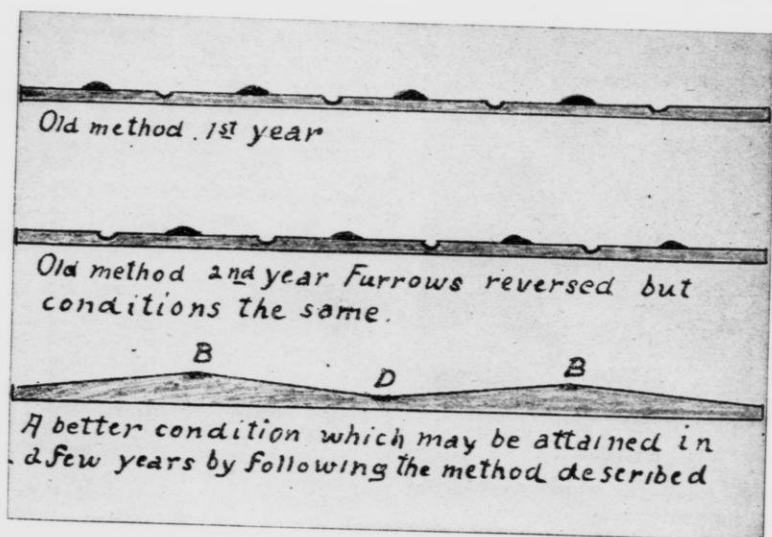 Old method. 1st year
Old method 2nd year Furrows reversed but
conditions the same.
B D B
A better condition which may be attained in
a few years by following the method described